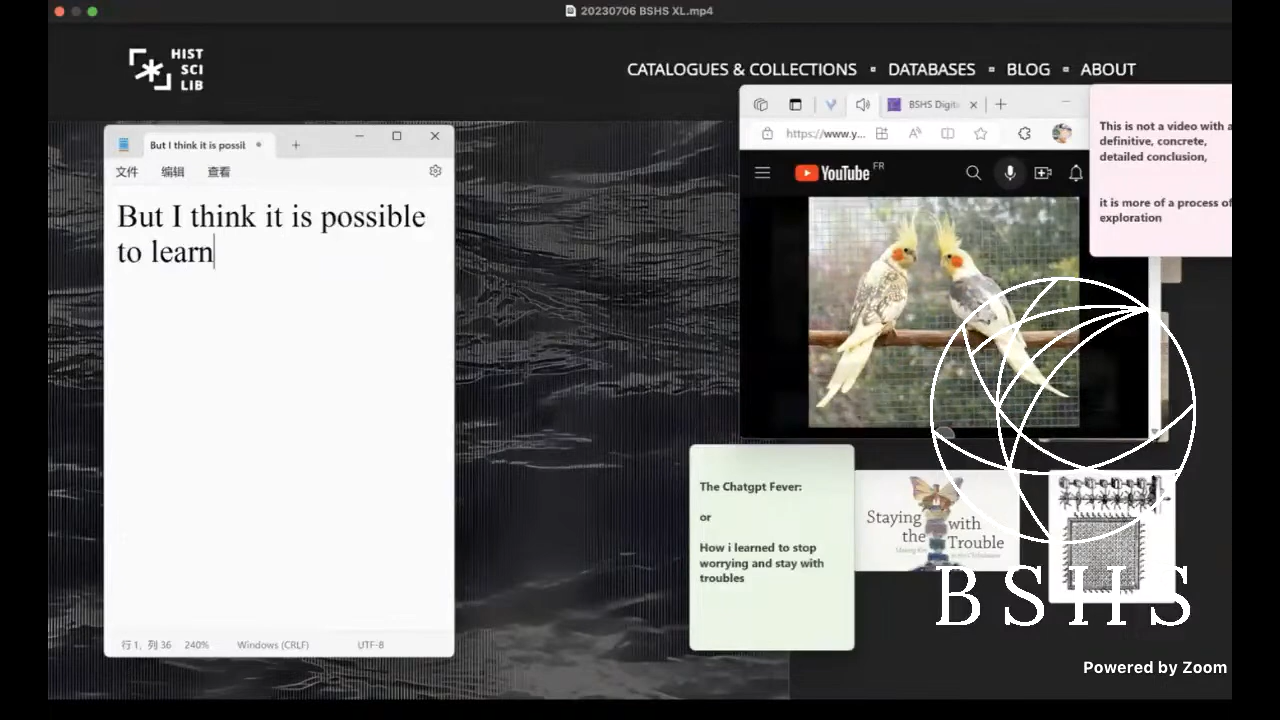 20230706 BSHS XL.mp4
HIST
SCI
LIB
CATALOGUES & COLLECTIONS
DATABASES
BLOG
ABOUT
But I think it is possil
文件
编辑
查看
But I think it is possible
to learn
行 1，列 36
240%
Windows (CRLF)
UTF-8
BSHS Digit
https://www.y...
YouTube FR
This is not a video with a
definitive, concrete,
detailed conclusion,
it is more of a process of
exploration
The Chatgpt Fever:
or
How i learned to stop
worrying and stay with
troubles
Staying
the
with
Trouble
BSHS
Powered by Zoom